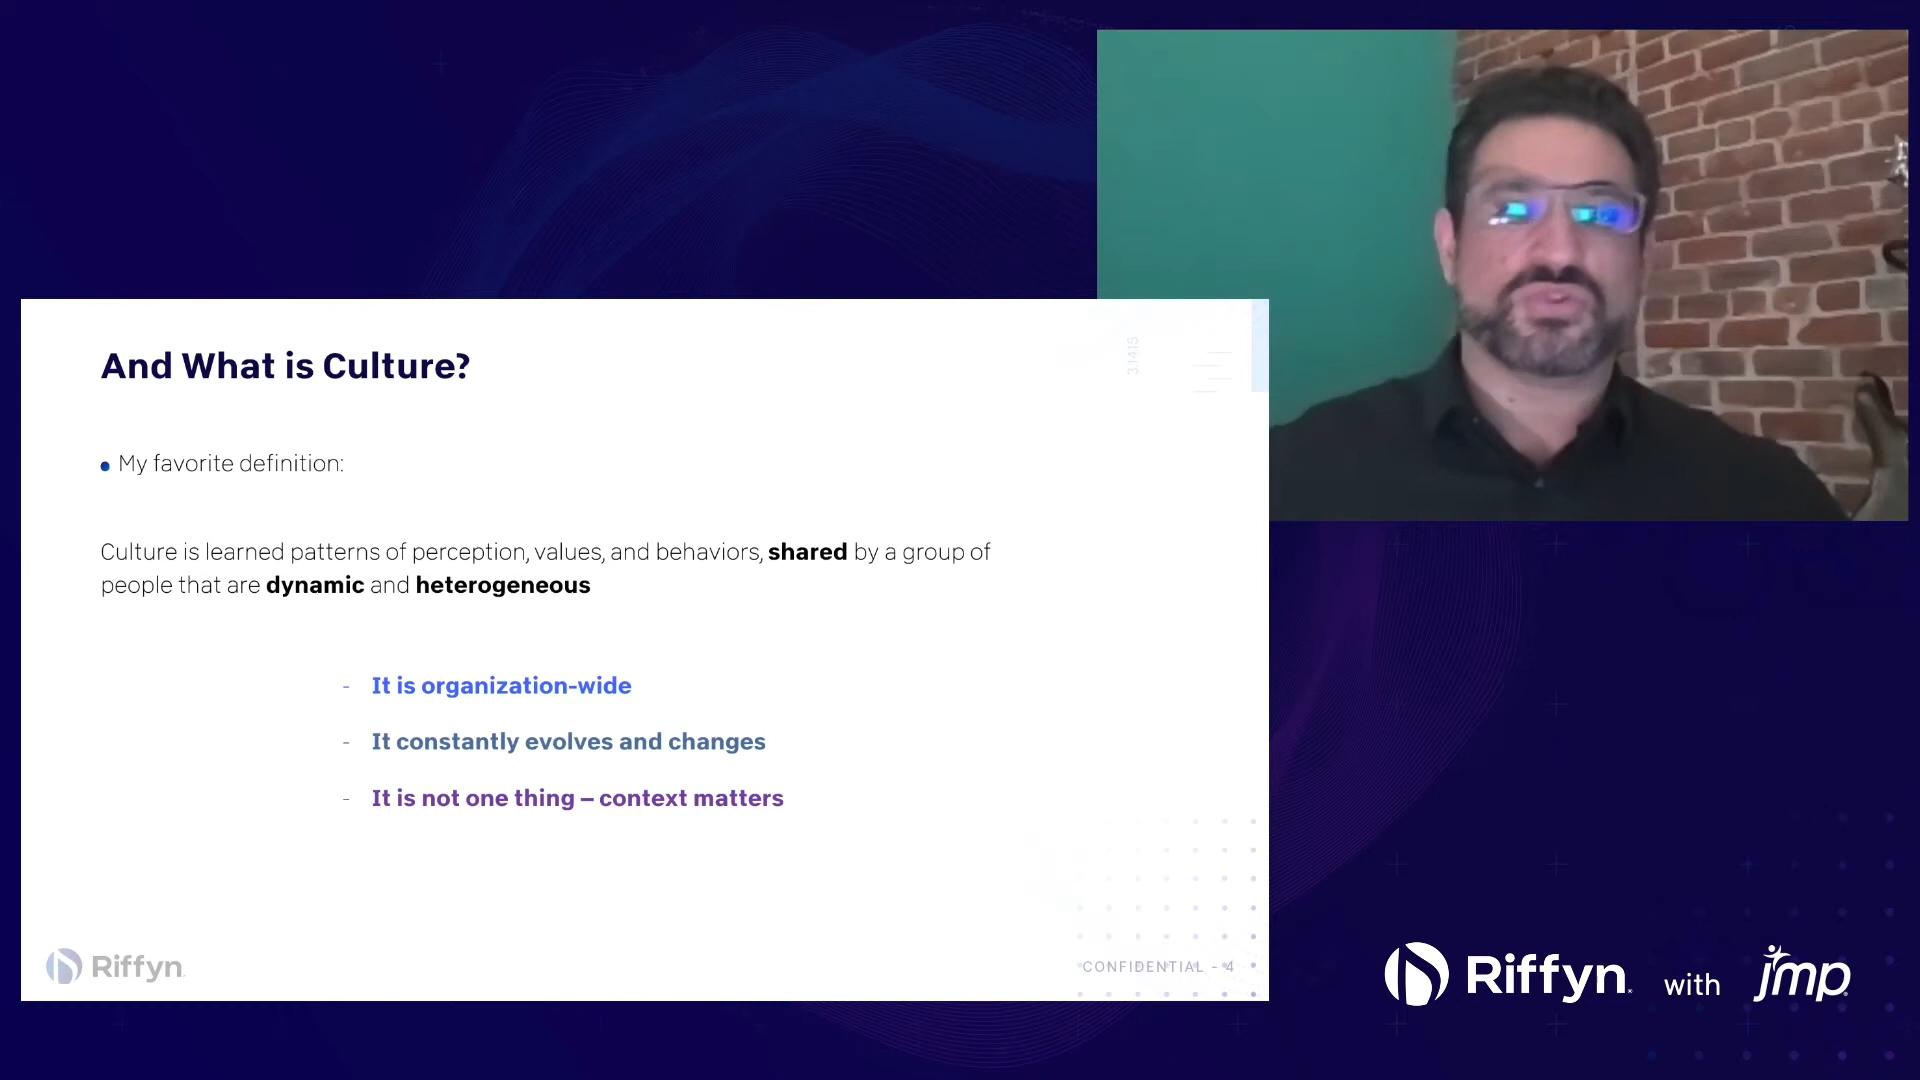 And What is Culture?
3.1415
My favorite definition:
Culture is learned patterns of perception, values, and behaviors, shared by a group of
people that are dynamic and heterogeneous
- It is organization-wide
- It constantly evolves and changes
- It is not one thing – context matters
Riffyn
CONFIDENTIAL - 4
Riffyn with jmp